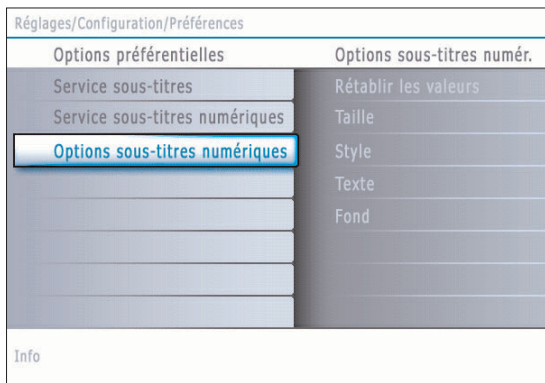 Réglages/Configuration/Préférences
Options préférentielles
Options sous-titres numér.
Service sous-titres
Rétablir les valeurs
Service sous-titres numériques
Taille
Options sous-titres numériques
Style
Texte
Fond
Info